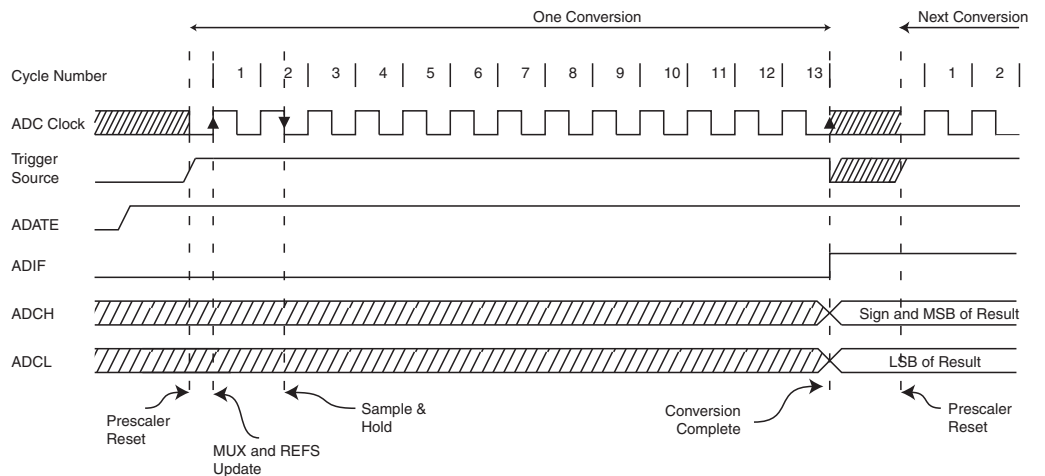 One Conversion
Next Conversion
Cycle Number
1 2 3 4 5 6 7 8 9 10 11 12 13 1 2
ADC Clock
Trigger
Source
ADATE
ADIF
ADCH
Sign and MSB of Result
ADCL
LSB of Result
Prescaler
Reset
MUX and REFS
Update
Sample &
Hold
Conversion
Complete
Prescaler
Reset